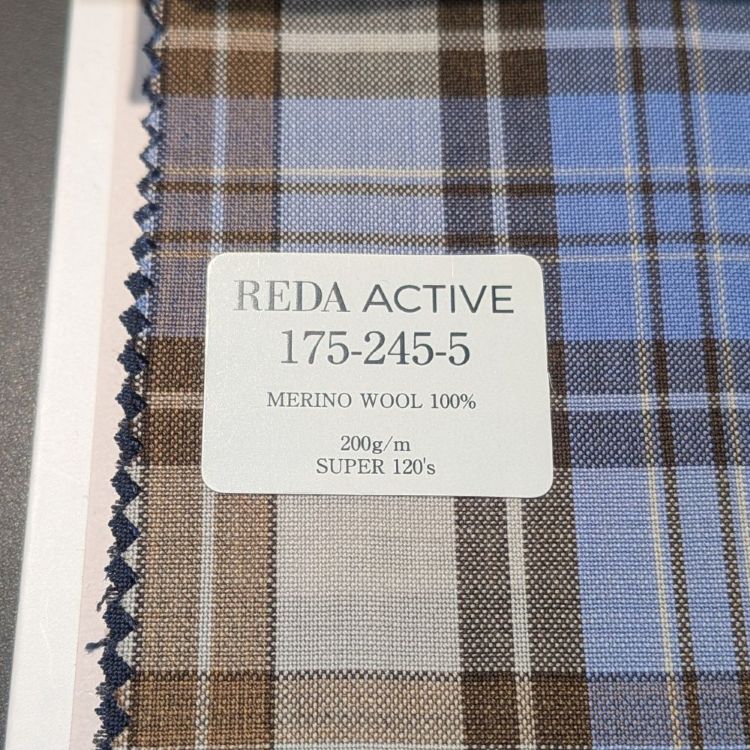 REDA ACTIVE
175-245-5
MERINO WOOL 100%
200g/m
SUPER 120's